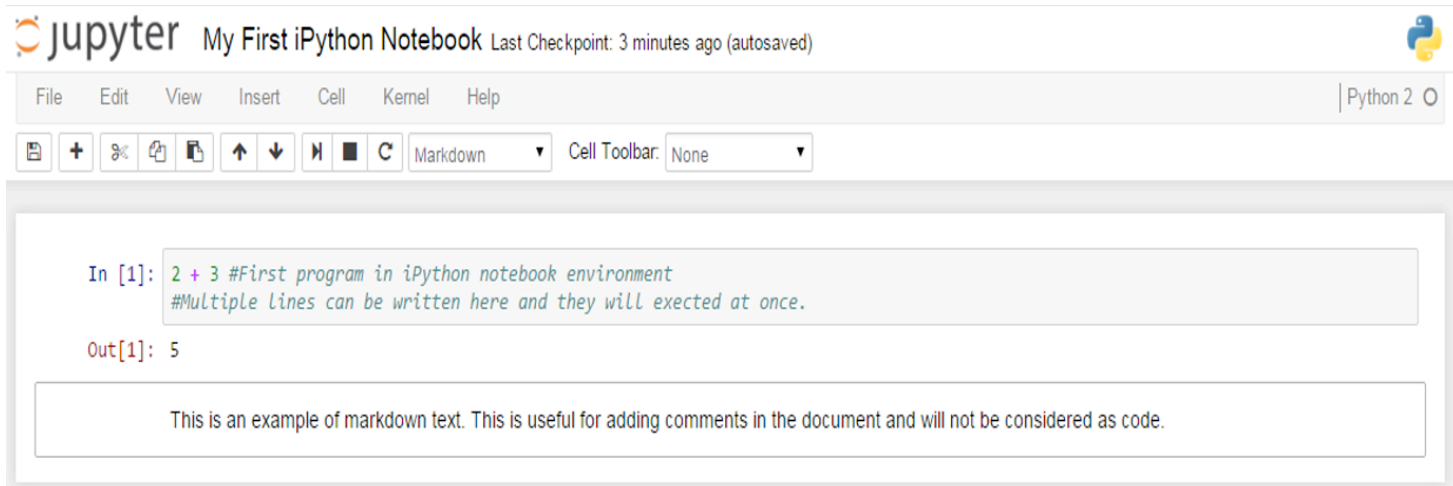 jupyter My First iPython Notebook Last Checkpoint: 3 minutes ago (autosaved)
File Edit View Insert Cell Kernel Help Python 2
Markdown Cell Toolbar: None
In [1]: 2 + 3 #First program in iPython notebook environment
#Multiple lines can be written here and they will exected at once.
Out[1]: 5
This is an example of markdown text. This is useful for adding comments in the document and will not be considered as code.